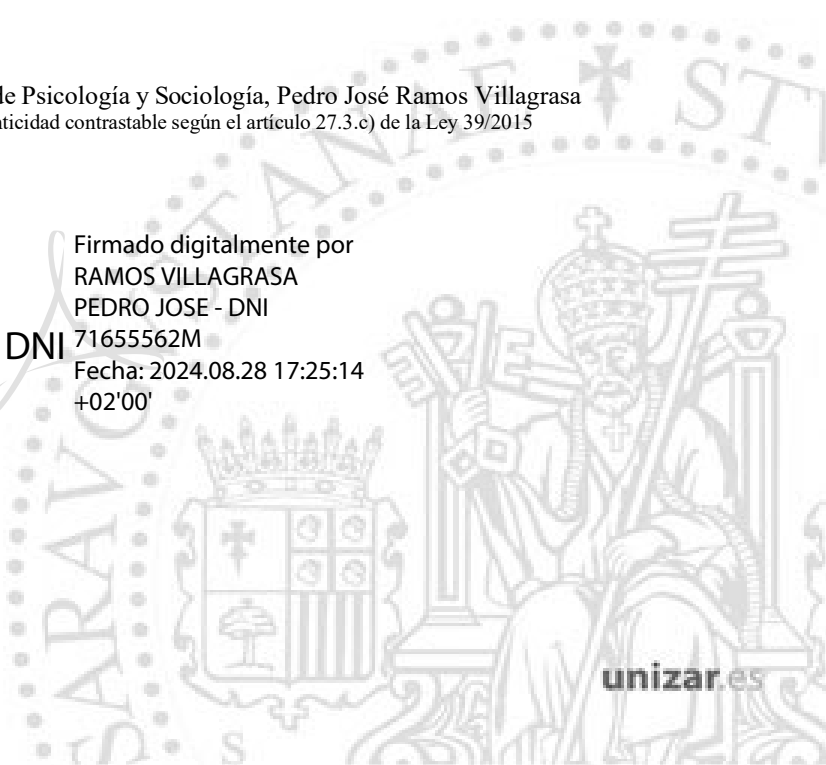 de Psicología y Sociología, Pedro José Ramos Villagrasa
contrastable según el artículo 27.3.c) de la Ley 39/2015
Firmado digitalmente por
RAMOS VILLAGRASA
PEDRO JOSE - DNI
DNI 71655562M
Fecha: 2024.08.28 17:25:14
+02'00'
unizar.es